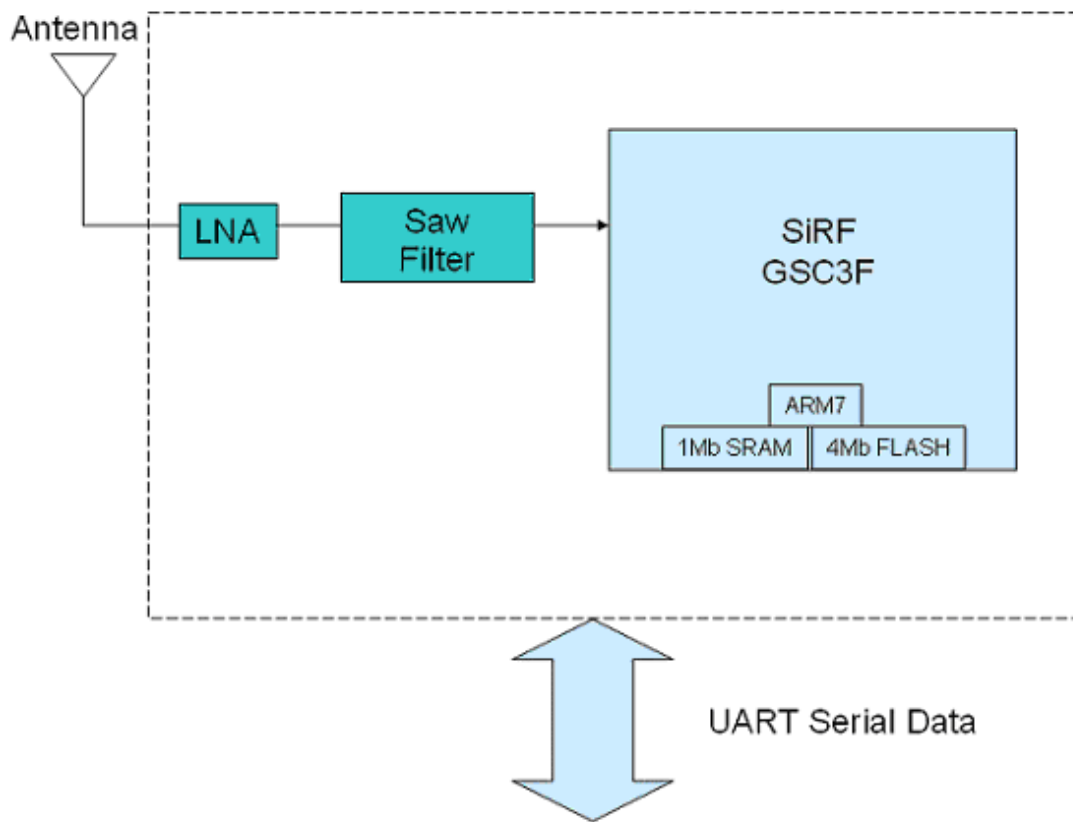 Antenna
LNA
Saw
Filter
SiRF
GSC3F
ARM7
1Mb SRAM
4Mb FLASH
UART Serial Data